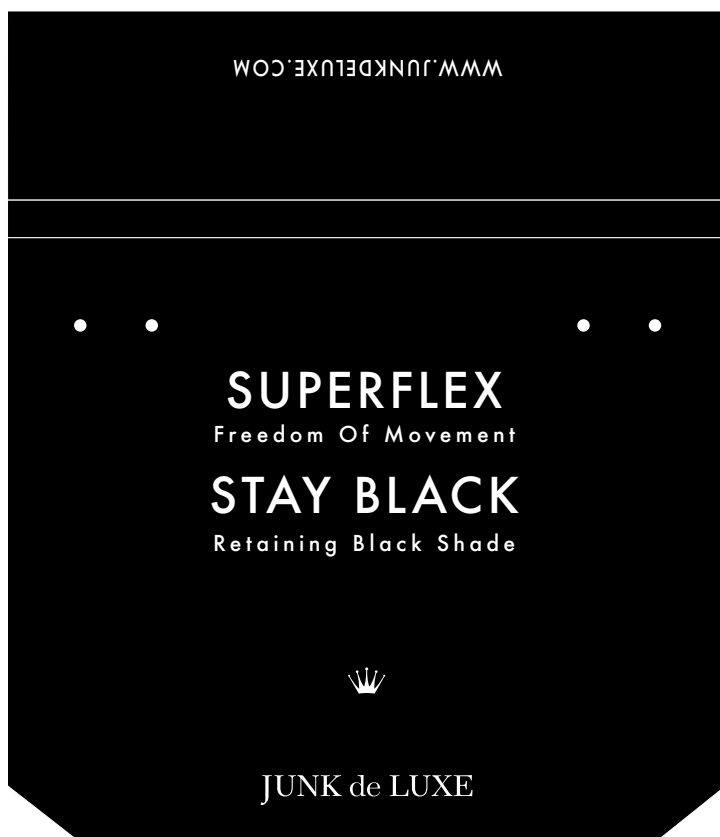 WWW.JUNKDELUXE.COM
SUPERFLEX
Freedom Of Movement
STAY BLACK
Retaining Black Shade
JUNK de LUXE